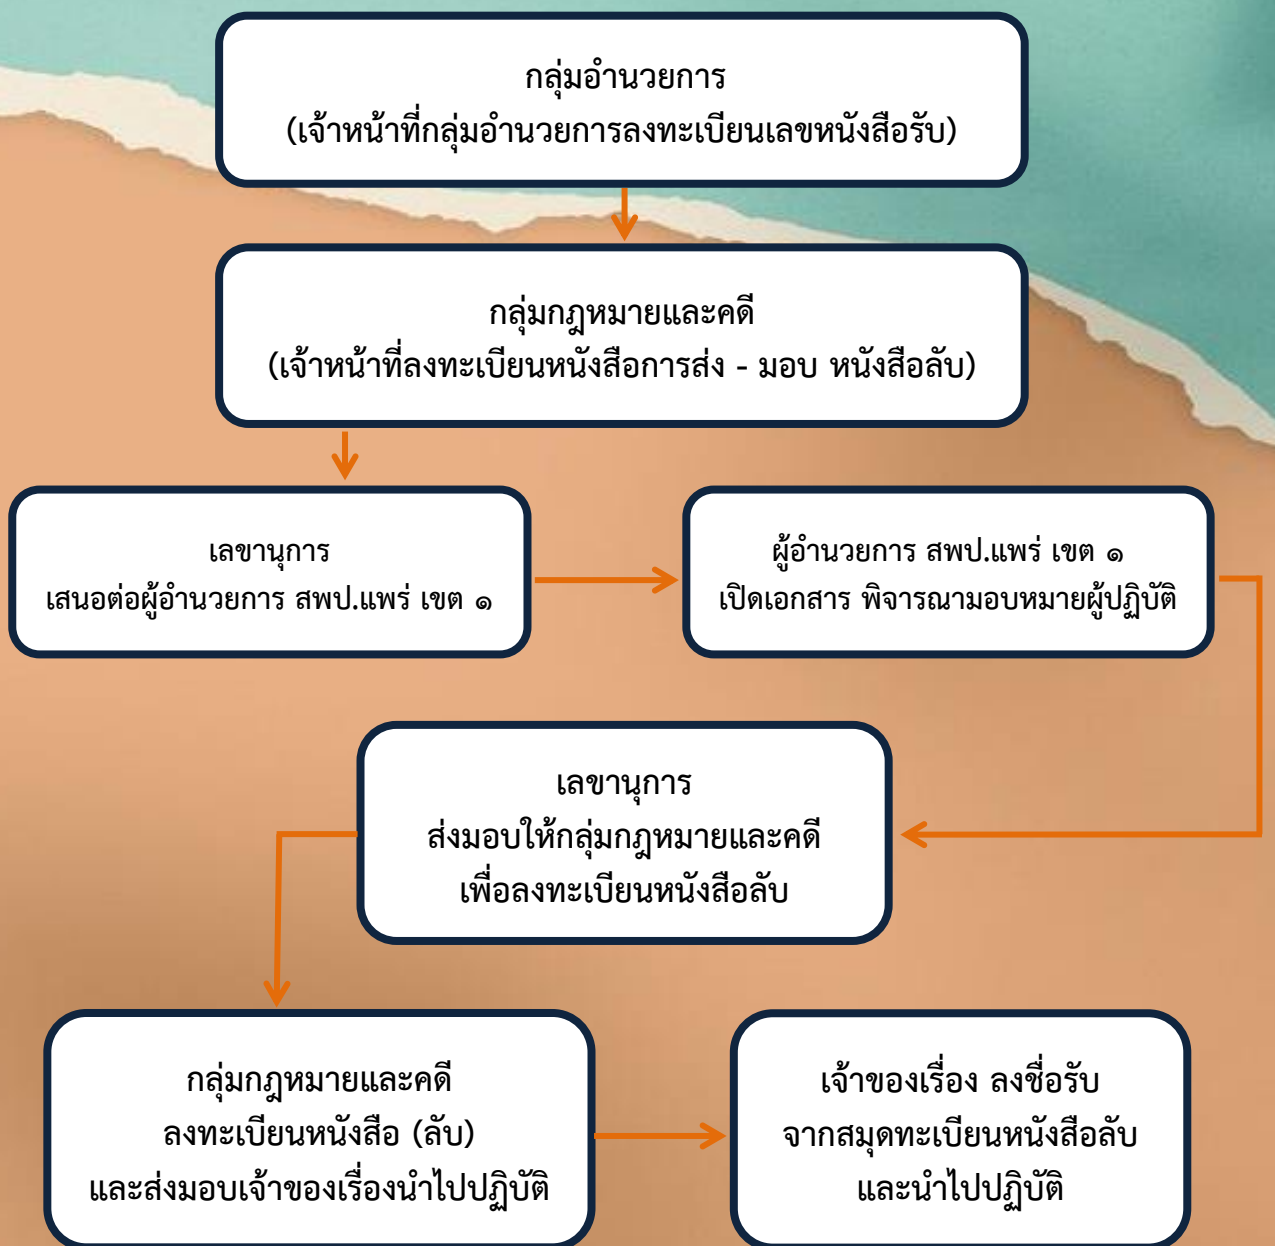 กลุ่มอำนวยการ
(เจ้าหน้าที่กลุ่มอำนวยการลงทะเบียนเลขหนังสือรับ)
กลุ่มกฎหมายและคดี
(เจ้าหน้าที่ลงทะเบียนหนังสือการส่ง - มอบ หนังสือลับ)
เลขานุการ
เสนอต่อผู้อำนวยการ สพป.แพร่ เขต ๑
ผู้อำนวยการ สพป.แพร่ เขต ๑
เปิดเอกสาร พิจารณามอบหมายผู้ปฏิบัติ
เลขานุการ
ส่งมอบให้กลุ่มกฎหมายและคดี
เพื่อลงทะเบียนหนังสือลับ
กลุ่มกฎหมายและคดี
ลงทะเบียนหนังสือ (ลับ)
และส่งมอบเจ้าของเรื่องนำไปปฏิบัติ
เจ้าของเรื่อง ลงชื่อรับ
จากสมุดทะเบียนหนังสือลับ
และนำไปปฏิบัติ